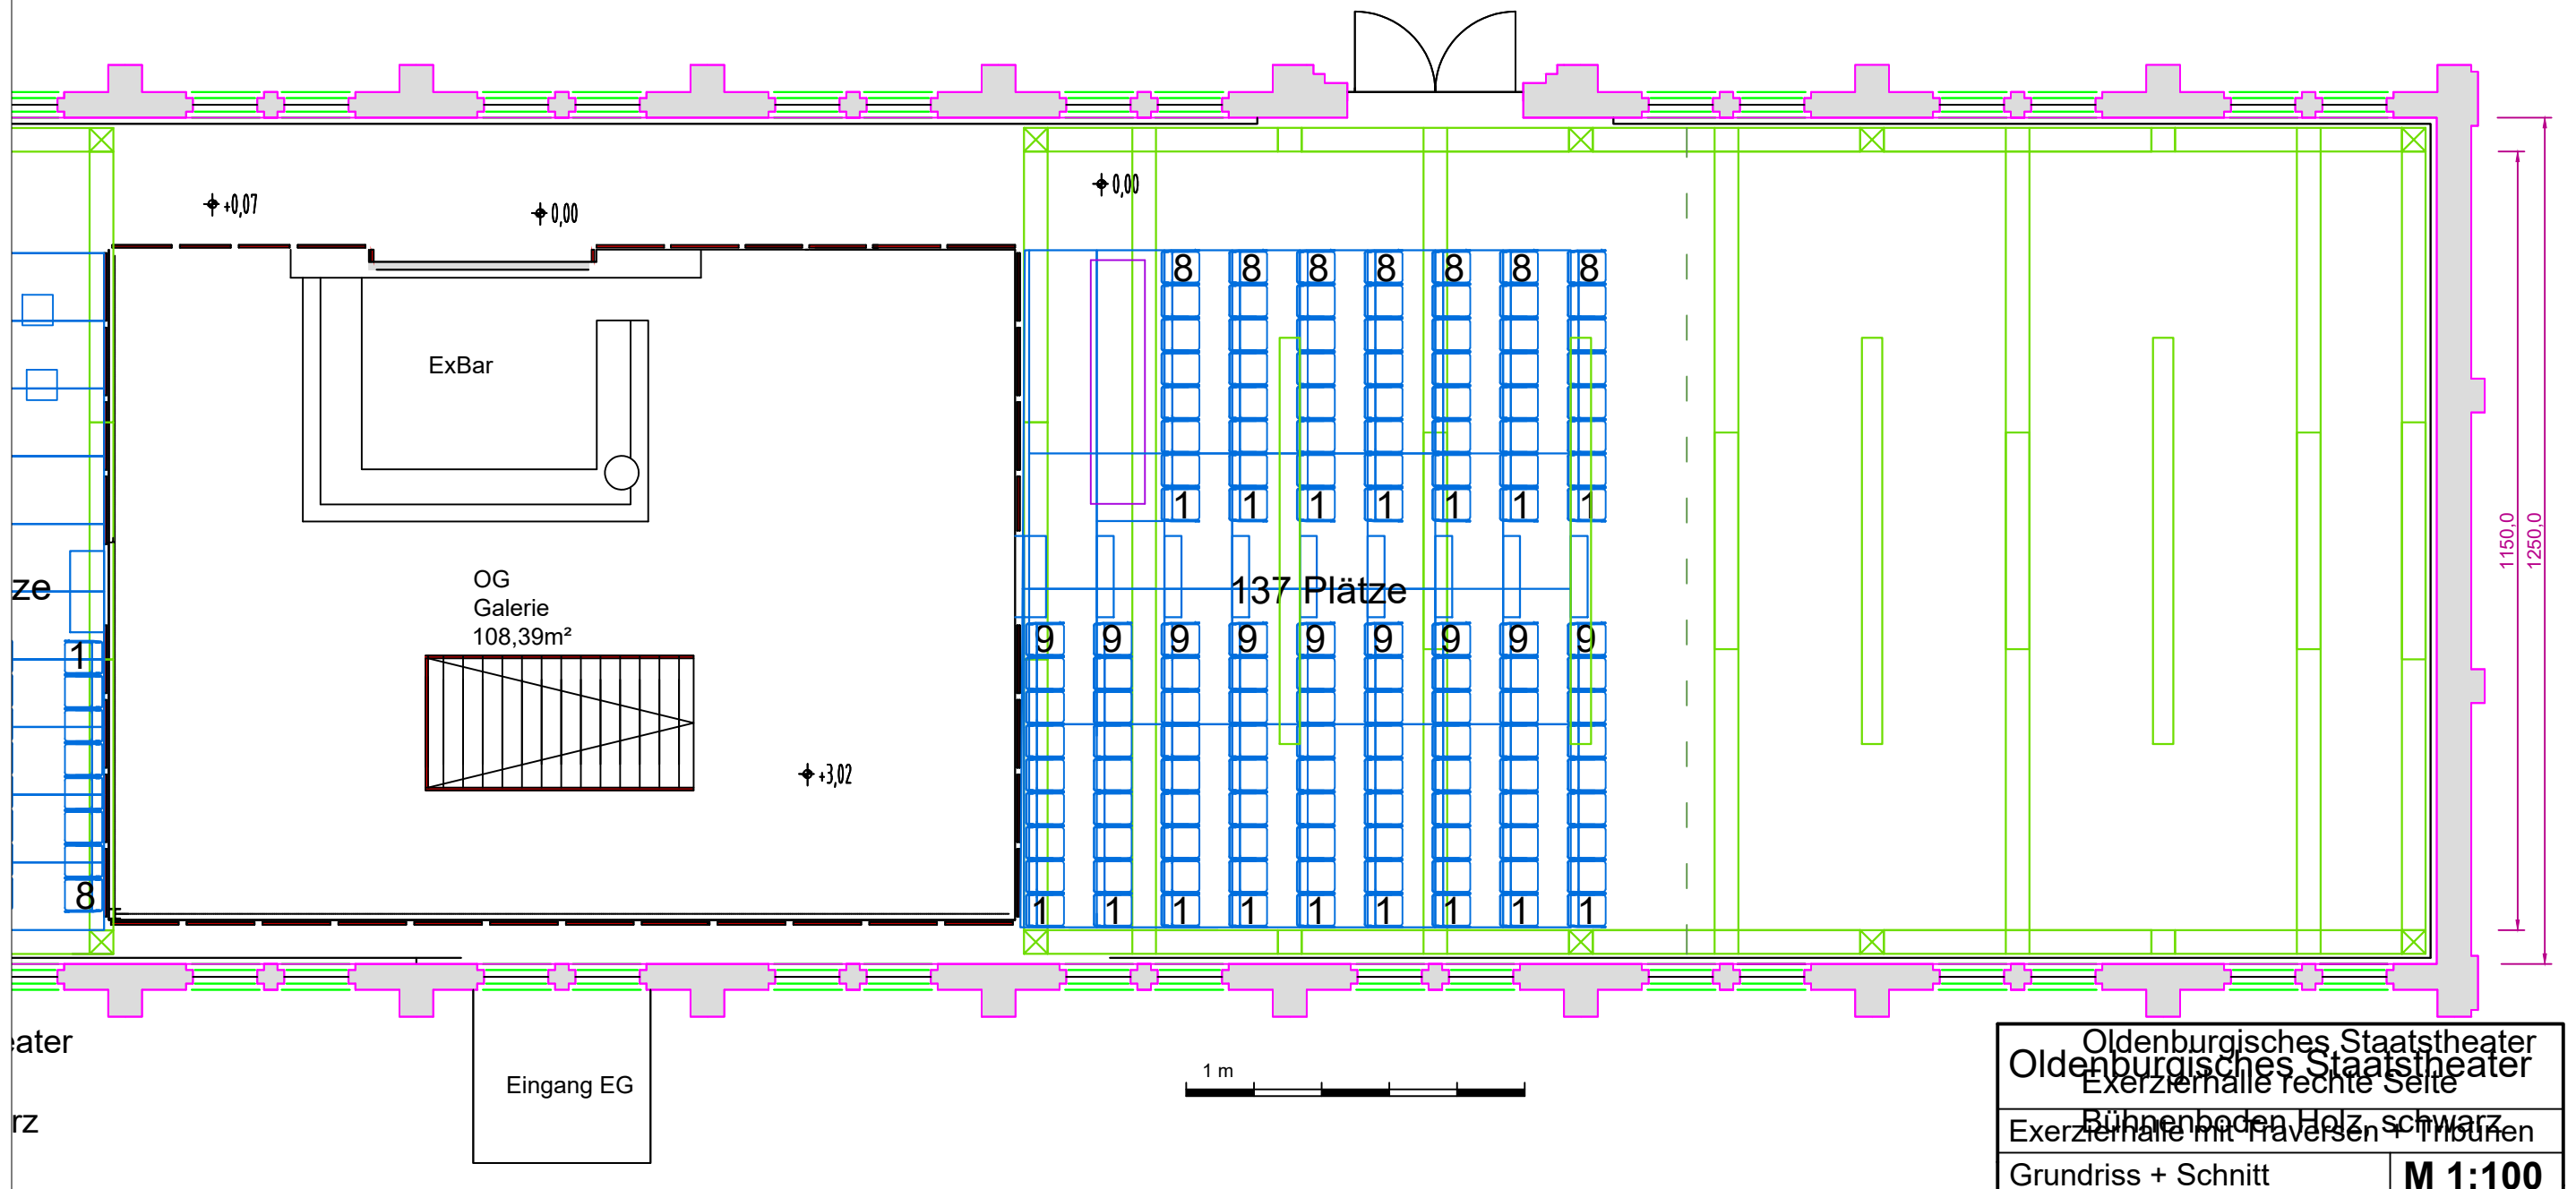 +0,07
0,00
0,00
8 8 8 8 8 8 8
ExBar
1 1 1 1 1 1 1
1150,0
1250,0
ze
OG
Galerie
108,39m²
137 Plätze
1
9 9 9 9 9 9 9 9 9
+3,02
8
1 1 1 1 1 1 1 1 1
ater
rz
Eingang EG
1 m
Oldenburgisches Staatstheater
Oldenburgisches Staatstheater
Exerzierhalle rechte Seite
Bühnenboden Holz, schwarz
Exerzierhalle mit Traversen + Tribünen
Grundriss + Schnitt
M 1:100